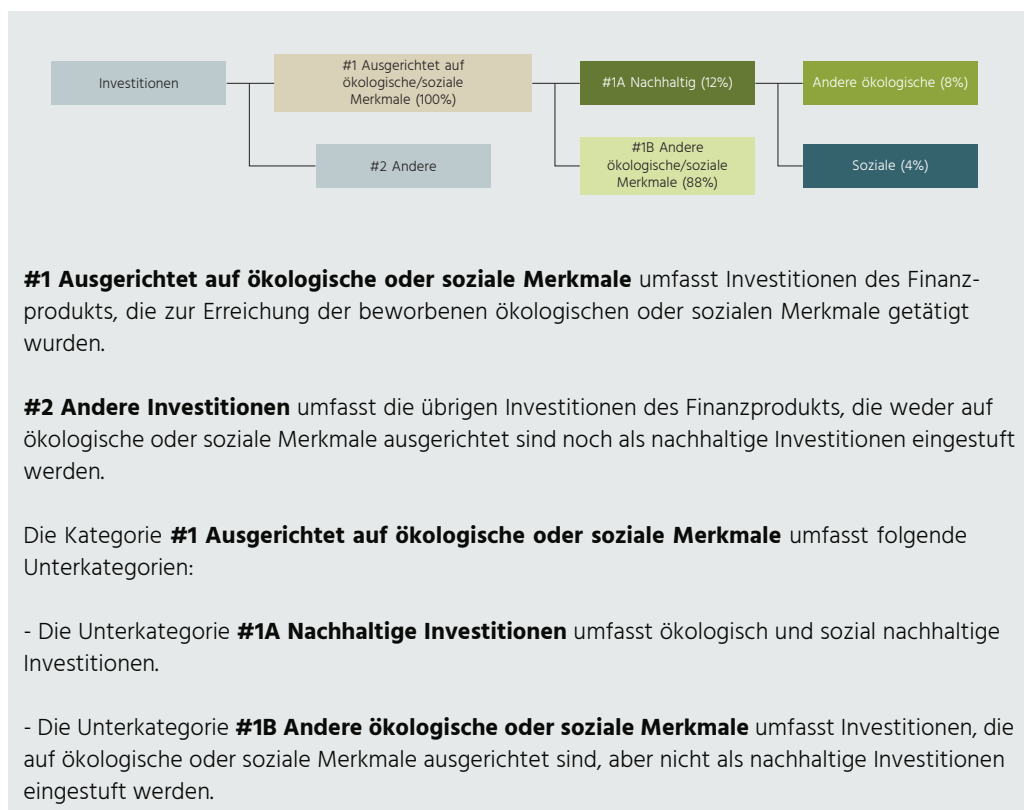 Investitionen
#1 Ausgerichtet auf
ökologische/soziale
Merkmale (100%)
#1A Nachhaltig (12%)
Andere ökologische (8%)
#2 Andere
#1B Andere
ökologische/soziale
Merkmale (88%)
Soziale (4%)
#1 Ausgerichtet auf ökologische oder soziale Merkmale umfasst Investitionen des Finanz-
produkts, die zur Erreichung der beworbenen ökologischen oder sozialen Merkmale getätigt
wurden.
#2 Andere Investitionen umfasst die übrigen Investitionen des Finanzprodukts, die weder auf
ökologische oder soziale Merkmale ausgerichtet sind noch als nachhaltige Investitionen eingestuft
werden.
Die Kategorie #1 Ausgerichtet auf ökologische oder soziale Merkmale umfasst folgende
Unterkategorien:
- Die Unterkategorie #1A Nachhaltige Investitionen umfasst ökologisch und sozial nachhaltige
Investitionen.
- Die Unterkategorie #1B Andere ökologische oder soziale Merkmale umfasst Investitionen, die
auf ökologische oder soziale Merkmale ausgerichtet sind, aber nicht als nachhaltige Investitionen
eingestuft werden.